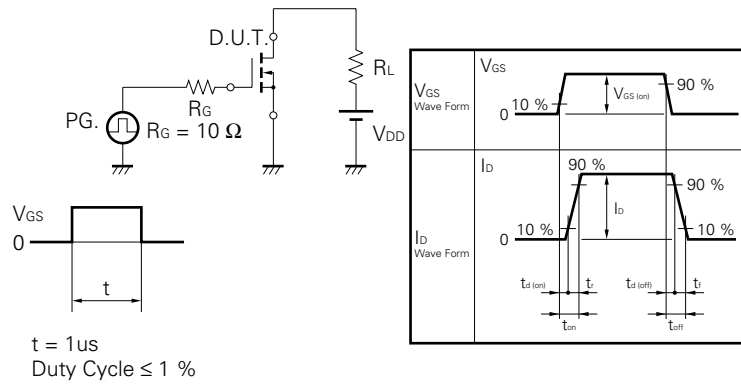 D.U.T.
RL
RG
PG.
RG = 10 Ω
VDD
VGS
0
t
t = 1us
Duty Cycle ≤ 1 %
VGS
Wave Form
VGS
10 %
VGS (on)
90 %
0
ID
Wave Form
ID
90 %
90 %
ID
10 %
10 %
0
td (on)
tr
td (off)
tf
ton
toff